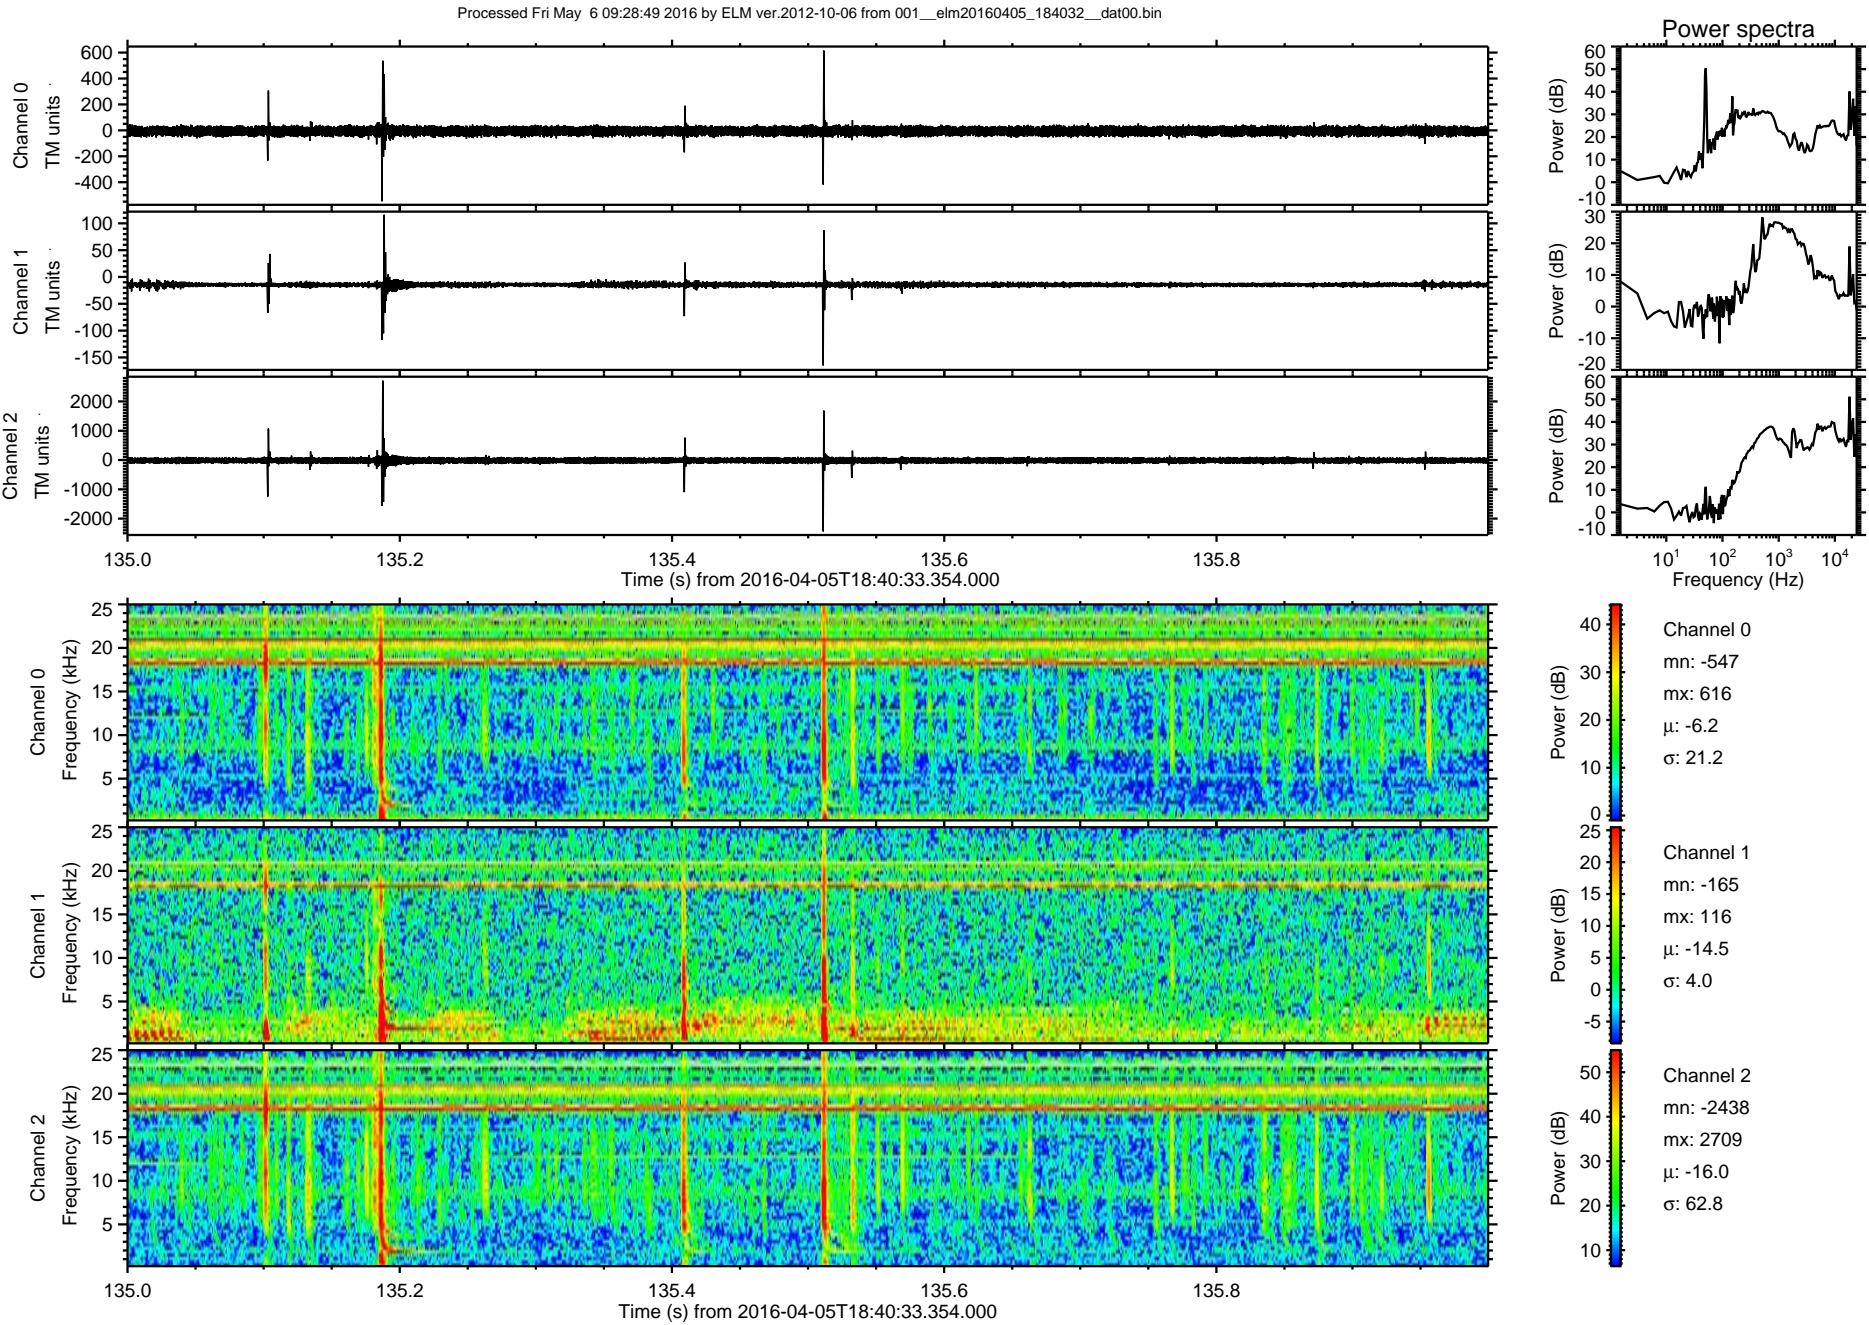 Processed Fri May  6 09:28:49 2016 by ELM ver.2012-10-06 from 001__elm20160405_184032__dat00.bin
Power spectra
Channel 0
TM units
600
400
200
0
-200
-400
Power (dB)
60
50
40
30
20
10
0
-10
Channel 1
TM units
100
50
0
-50
-100
-150
Power (dB)
30
20
10
0
-10
-20
Channel 2
TM units
2000
1000
0
-1000
-2000
Power (dB)
60
50
40
30
20
10
0
-10
135.0 135.2 135.4 135.6 135.8
Time (s) from 2016-04-05T18:40:33.354.000
10¹ 10² 10³ 10⁴
Frequency (Hz)
Channel 0
Frequency (kHz)
25
20
15
10
5
Power (dB)
40
30
20
10
0
Channel 0
mn: -547
mx: 616
μ: -6.2
σ: 21.2
Channel 1
Frequency (kHz)
25
20
15
10
5
Power (dB)
25
20
15
10
5
0
-5
Channel 1
mn: -165
mx: 116
μ: -14.5
σ: 4.0
Channel 2
Frequency (kHz)
25
20
15
10
5
Power (dB)
50
40
30
20
10
Channel 2
mn: -2438
mx: 2709
μ: -16.0
σ: 62.8
135.0 135.2 135.4 135.6 135.8
Time (s) from 2016-04-05T18:40:33.354.000